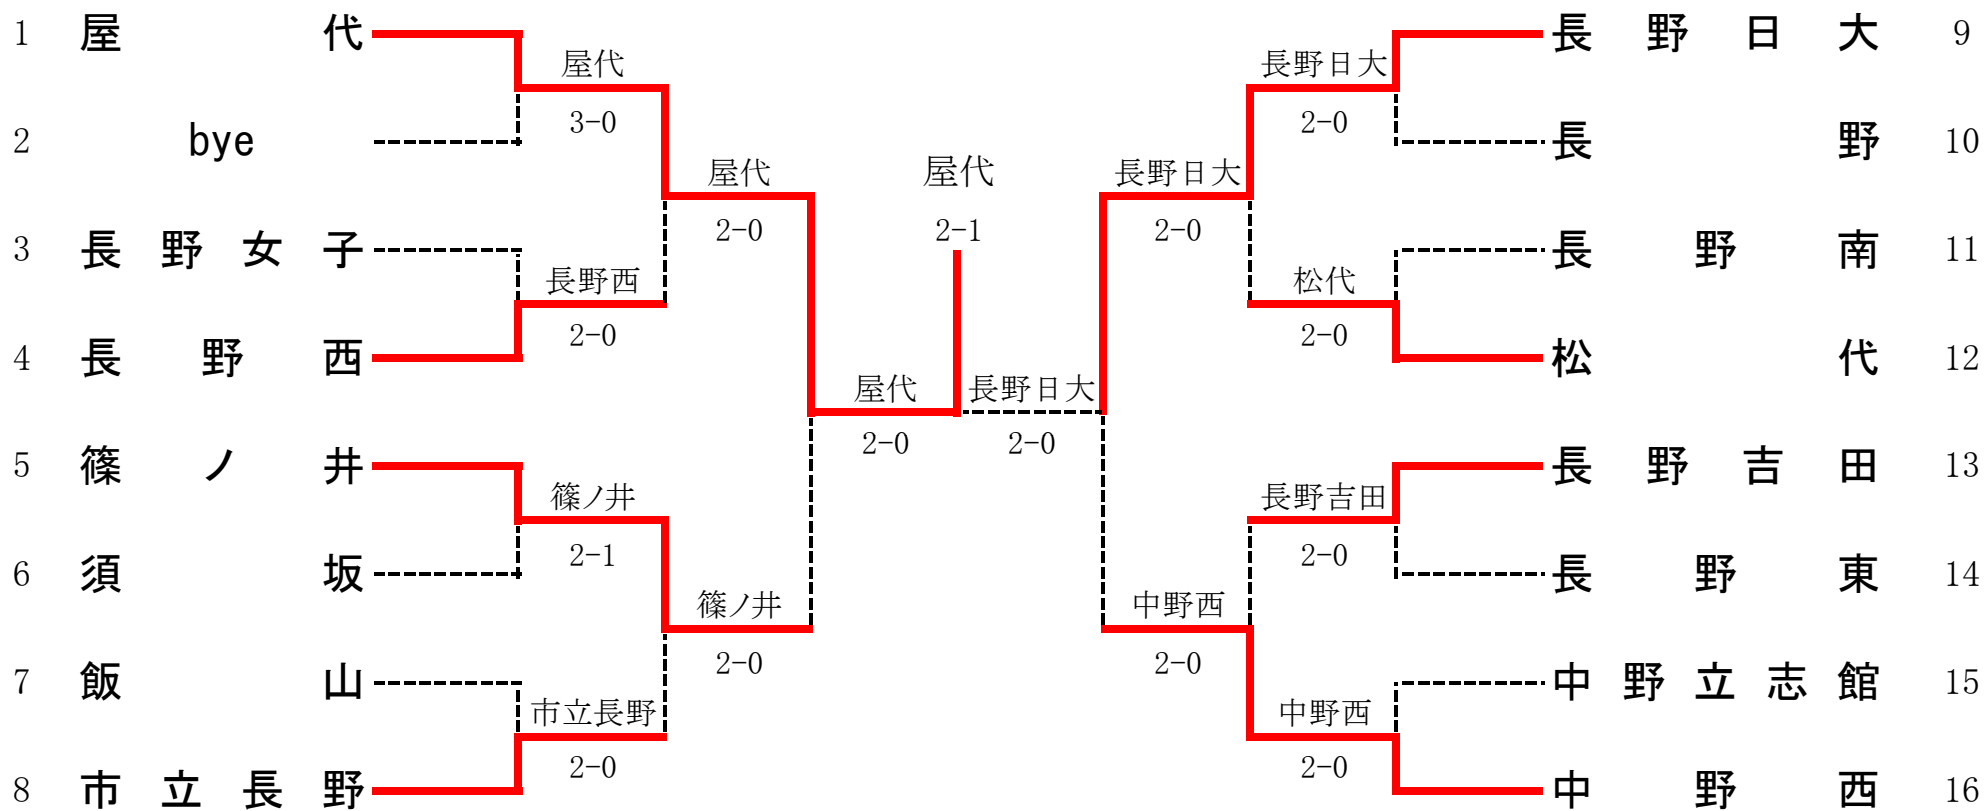 1 屋代
2 bye
3 長野女子
4 長野西
5 篠ノ井
6 須坂
7 飯山
8 市立長野
屋代
3-0
長野西
2-0
篠ノ井
2-1
市立長野
2-0
屋代
2-0
篠ノ井
2-0
屋代
2-0
屋代
2-1
長野日大
2-0
長野日大
2-0
中野西
2-0
長野日大
2-0
松代
2-0
長野吉田
2-0
中野西
2-0
長野日大 9
長野 10
長野南 11
松代 12
長野吉田 13
長野東 14
中野立志館 15
中野西 16